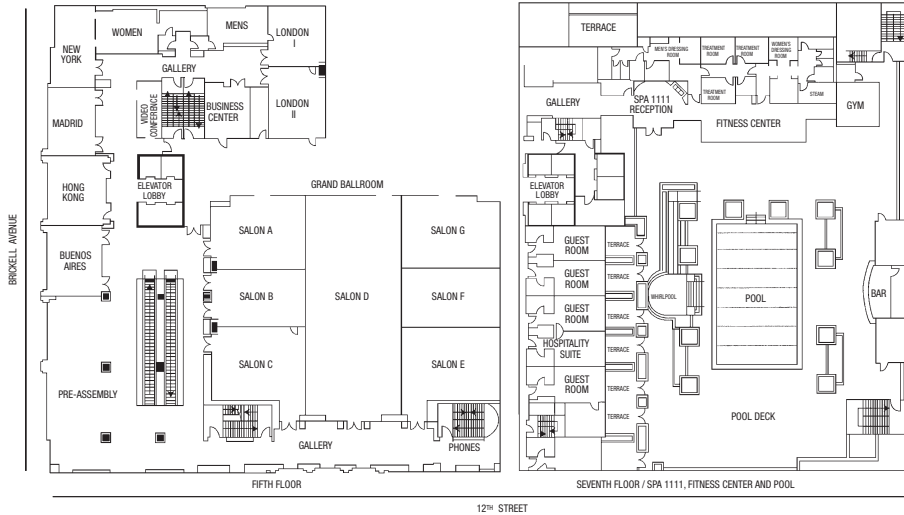 WOMEN
MENS
LONDON
I
NEW
YORK
GALLERY
MADRID
VIDEO
CONFERENCE
BUSINESS
CENTER
LONDON
II
HONG
KONG
ELEVATOR
LOBBY
GRAND BALLROOM
BRICKELL AVENUE
BUENOS
AIRES
SALON A
SALON G
SALON B
SALON D
SALON F
SALON C
SALON E
PRE-ASSEMBLY
GALLERY
PHONES
FIFTH FLOOR
TERRACE
MEN'S DRESSING
ROOM
TREATMENT
ROOM
TREATMENT
ROOM
WOMEN'S
DRESSING
ROOM
TREATMENT
ROOM
STEAM
GALLERY
SPA 1111
RECEPTION
GYM
FITNESS CENTER
ELEVATOR
LOBBY
GUEST
ROOM
TERRACE
GUEST
ROOM
TERRACE
WHIRLPOOL
POOL
BAR
GUEST
ROOM
TERRACE
HOSPITALITY
SUITE
TERRACE
GUEST
ROOM
TERRACE
TERRACE
POOL DECK
SEVENTH FLOOR / SPA 1111, FITNESS CENTER AND POOL
12TH STREET